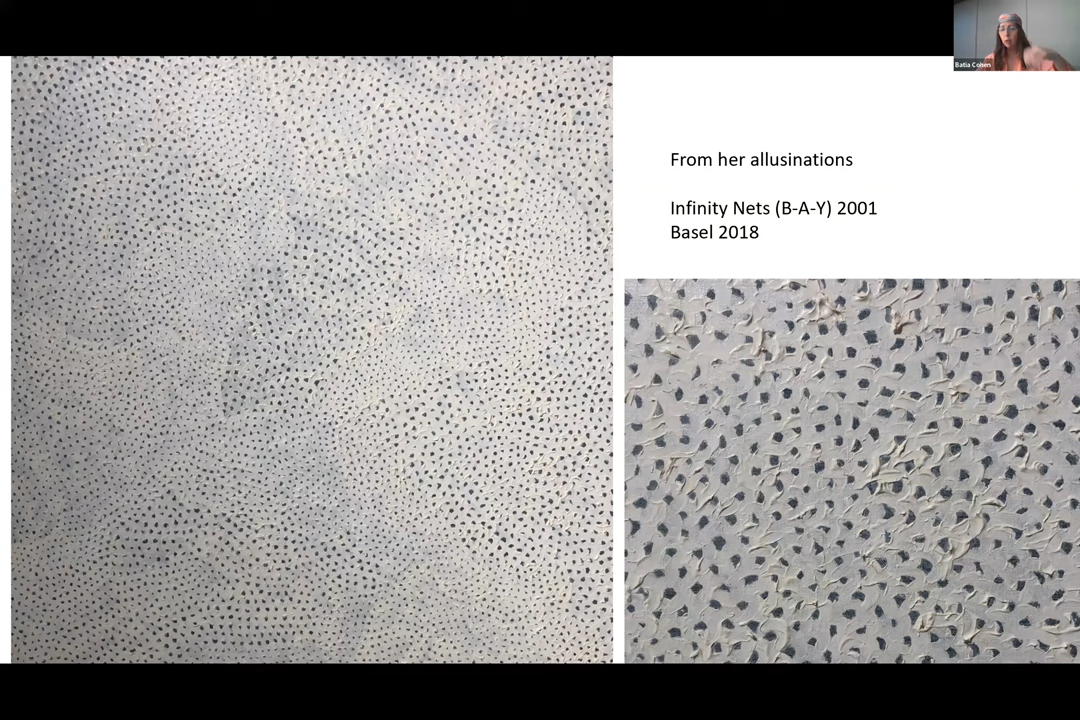 Batia Cohen
From her allusinations
Infinity Nets (B-A-Y) 2001
Basel 2018